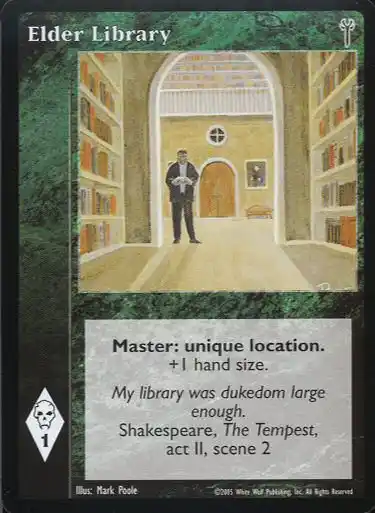 Elder Library
Master: unique location.
+1 hand size.
My library was dukedom large
enough.
Shakespeare, The Tempest,
act II, scene 2
1
Illus: Mark Poole
©2005 White Wolf Publishing, Inc. All Rights Reserved